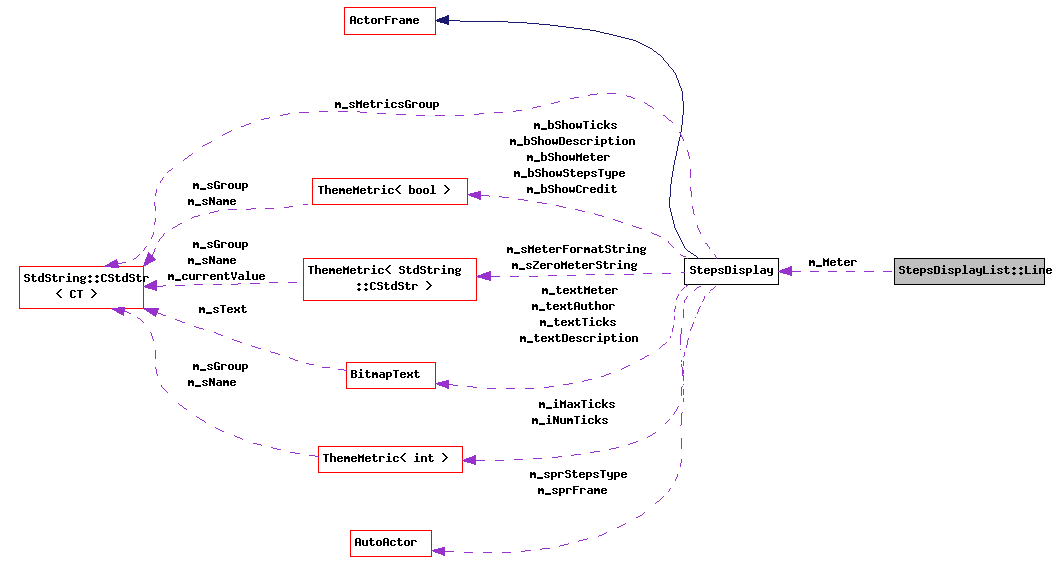 ActorFrame
m_sMetricsGroup
m_bShowTicks
m_bShowDescription
m_bShowMeter
m_bShowStepsType
m_bShowCredit
m_sGroup
m_sName
ThemeMetric< bool >
m_sGroup
m_sName
m_currentValue
m_sMeterFormatString
m_sZeroMeterString
StdString::CStdStr
< CT >
ThemeMetric< StdString
::CStdStr >
StepsDisplay
m_Meter
StepsDisplayList::Line
m_sText
m_textMeter
m_textAuthor
m_textTicks
m_textDescription
BitmapText
m_sGroup
m_sName
m_iMaxTicks
m_iNumTicks
ThemeMetric< int >
m_sprStepsType
m_sprFrame
AutoActor